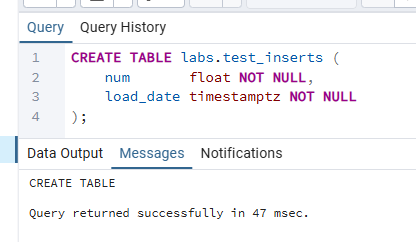 Query Query History
1 CREATE TABLE labs.test_inserts (
2     num       float NOT NULL,
3     load_date timestamptz NOT NULL
4 );
Data Output Messages Notifications
CREATE TABLE
Query returned successfully in 47 msec.